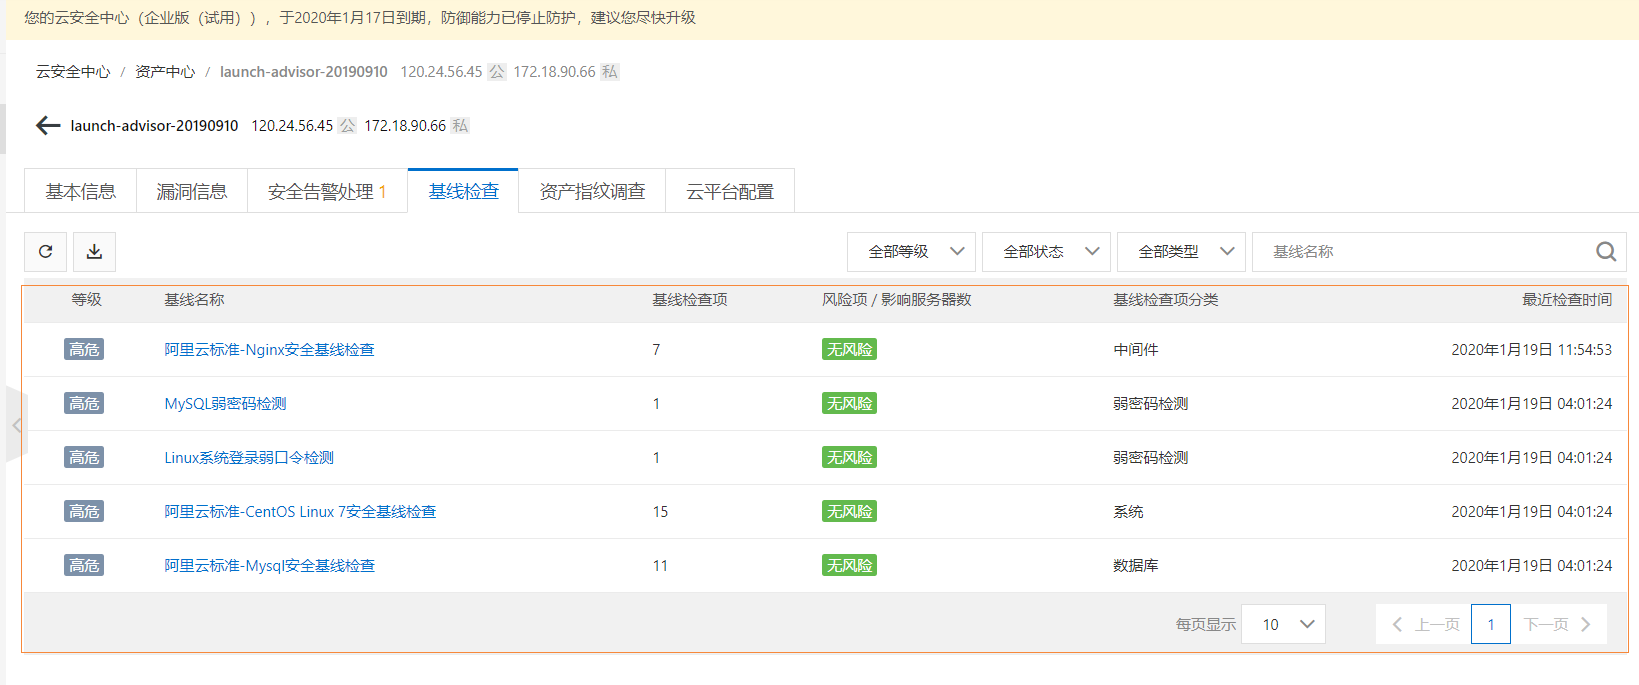 您的云安全中心（企业版（试用）），于2020年1月17日到期，防御能力已停止防护，建议您尽快升级
云安全中心 / 资产中心 / launch-advisor-20190910 120.24.56.45 公 172.18.90.66 私
launch-advisor-20190910 120.24.56.45 公 172.18.90.66 私
基本信息 漏洞信息 安全告警处理 1 基线检查 资产指纹调查 云平台配置
全部等级 全部状态 全部类型 基线名称
等级 基线名称 基线检查项 风险项 / 影响服务器数 基线检查项分类 最近检查时间
高危 阿里云标准-Nginx安全基线检查 7 无风险 中间件 2020年1月19日 11:54:53
高危 MySQL弱密码检测 1 无风险 弱密码检测 2020年1月19日 04:01:24
高危 Linux系统登录弱口令检测 1 无风险 弱密码检测 2020年1月19日 04:01:24
高危 阿里云标准-CentOS Linux 7安全基线检查 15 无风险 系统 2020年1月19日 04:01:24
高危 阿里云标准-Mysql安全基线检查 11 无风险 数据库 2020年1月19日 04:01:24
每页显示 10 上一页 1 下一页